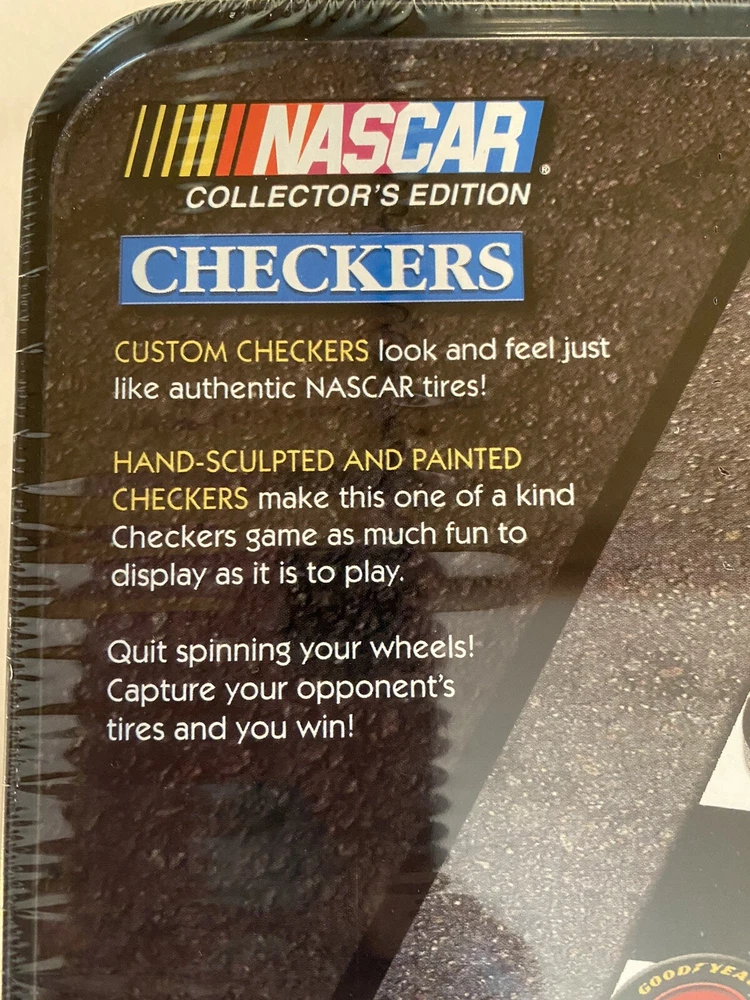 NASCAR®
COLLECTOR'S EDITION
CHECKERS
CUSTOM CHECKERS look and feel just
like authentic NASCAR tires!
HAND-SCULPTED AND PAINTED
CHECKERS make this one of a kind
Checkers game as much fun to
display as it is to play.
Quit spinning your wheels!
Capture your opponent's
tires and you win!